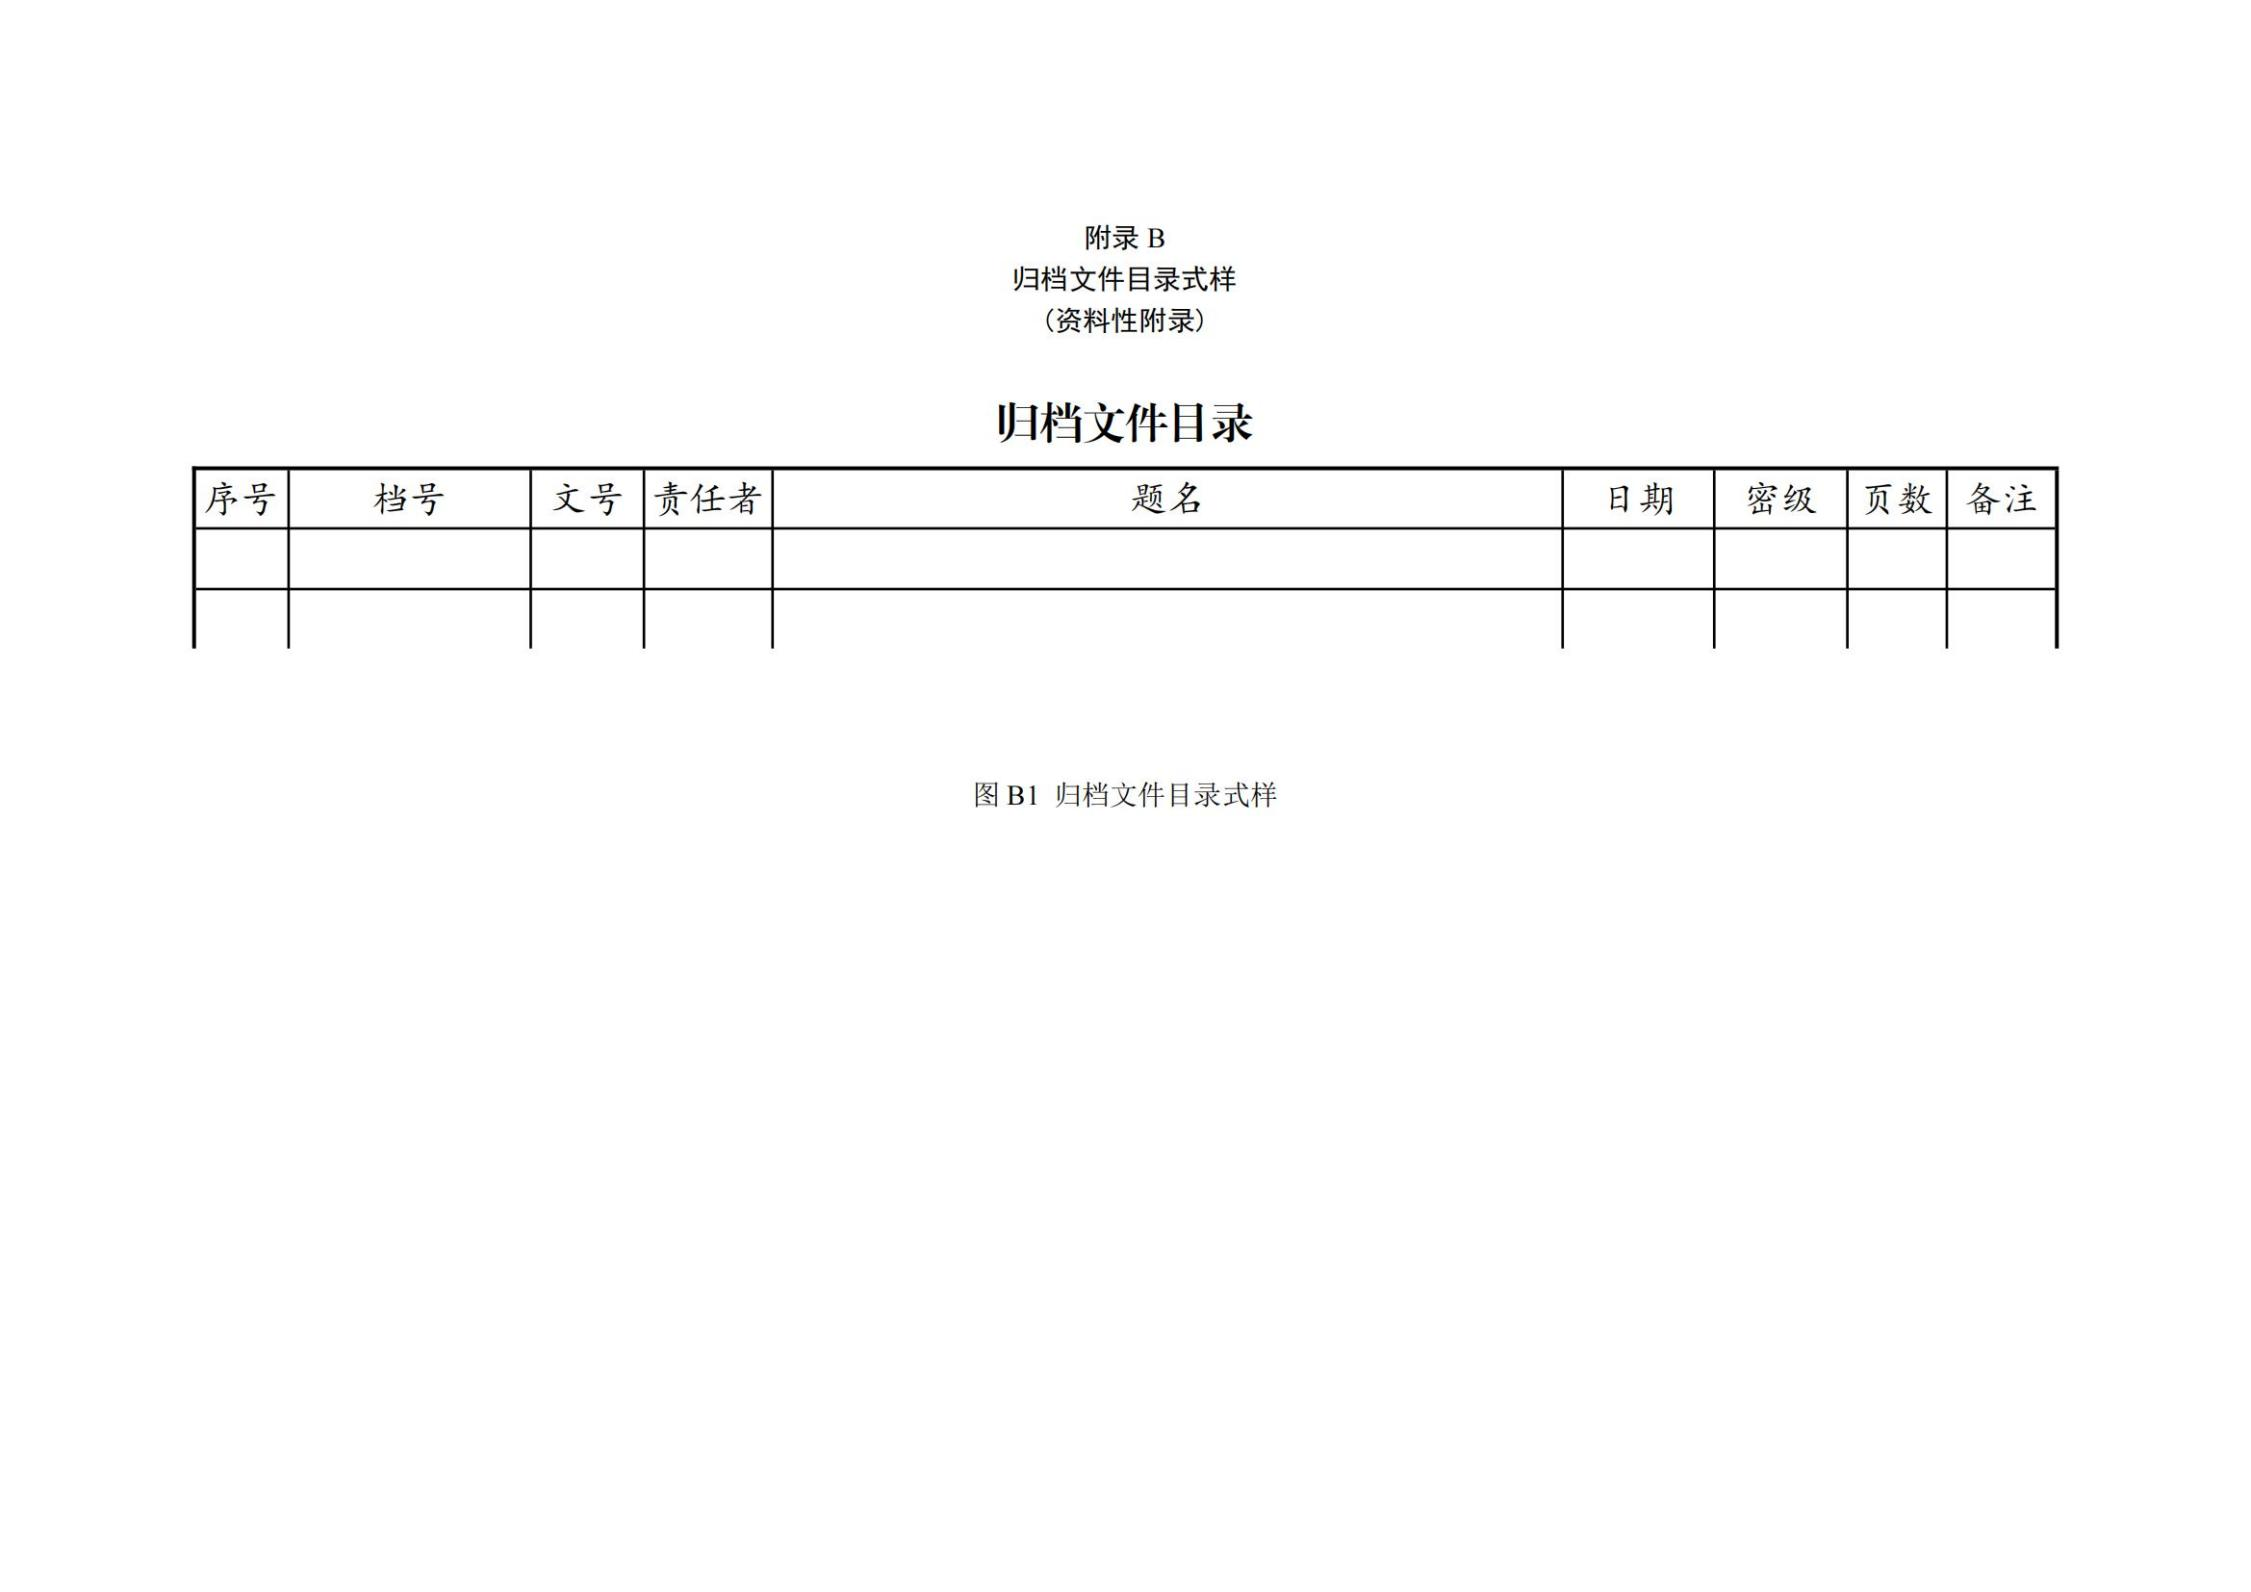 附录 B
归档文件目录式样
（资料性附录）
归档文件目录
序号 档号 文号 责任者 题名 日期 密级 页数 备注
图 B1 归档文件目录式样